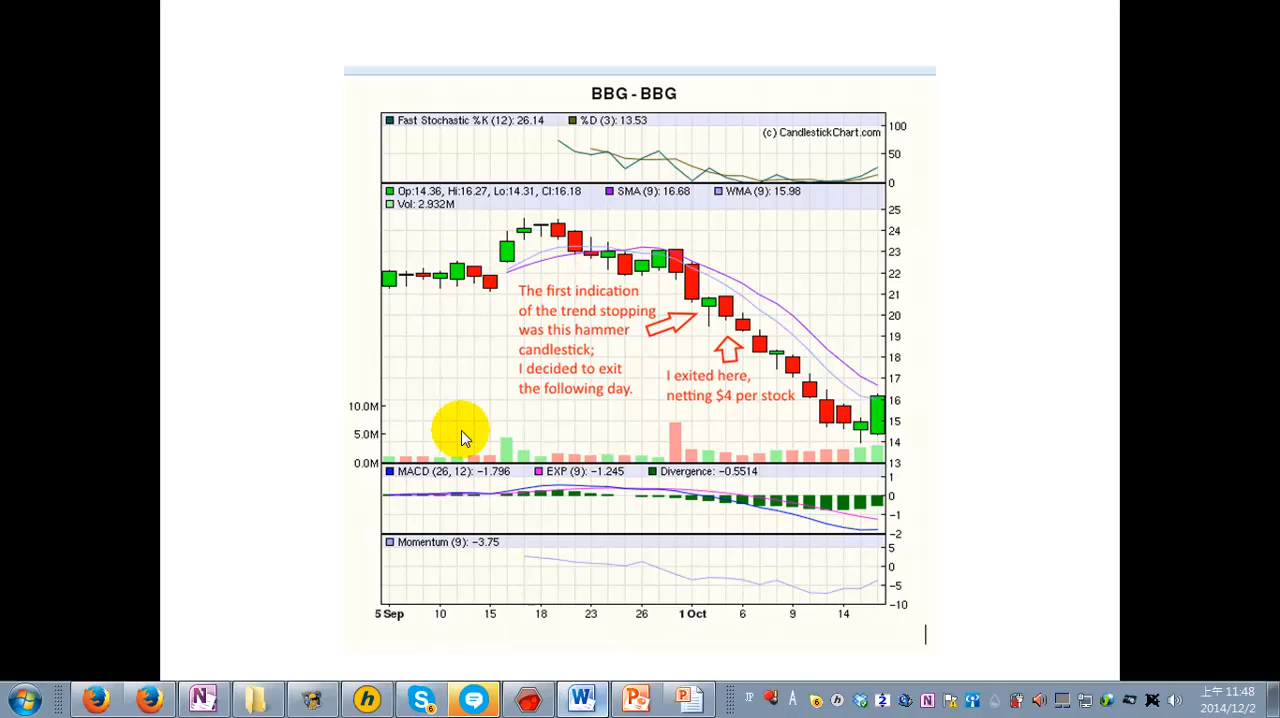 BBG - BBG
Fast Stochastic %K (12): 26.14 %D (3): 13.53
(c) CandlestickChart.com
100
50
0
Op:14.36, Hi:16.27, Lo:14.31, Cl:16.18 SMA (9): 16.68 WMA (9): 15.98
Vol: 2.932M
25
24
23
22
21
20
19
18
17
16
15
14
13
The first indication
of the trend stopping
was this hammer
candlestick;
I decided to exit
the following day.
I exited here,
netting $4 per stock
10.0M
5.0M
0.0M
MACD (26, 12): -1.796 EXP (9): -1.245 Divergence: -0.5514
1
0
-1
-2
Momentum (9): -3.75
5
0
-5
-10
5 Sep 10 15 18 23 26 1 Oct 6 9 14
上午 11:48
2014/12/2